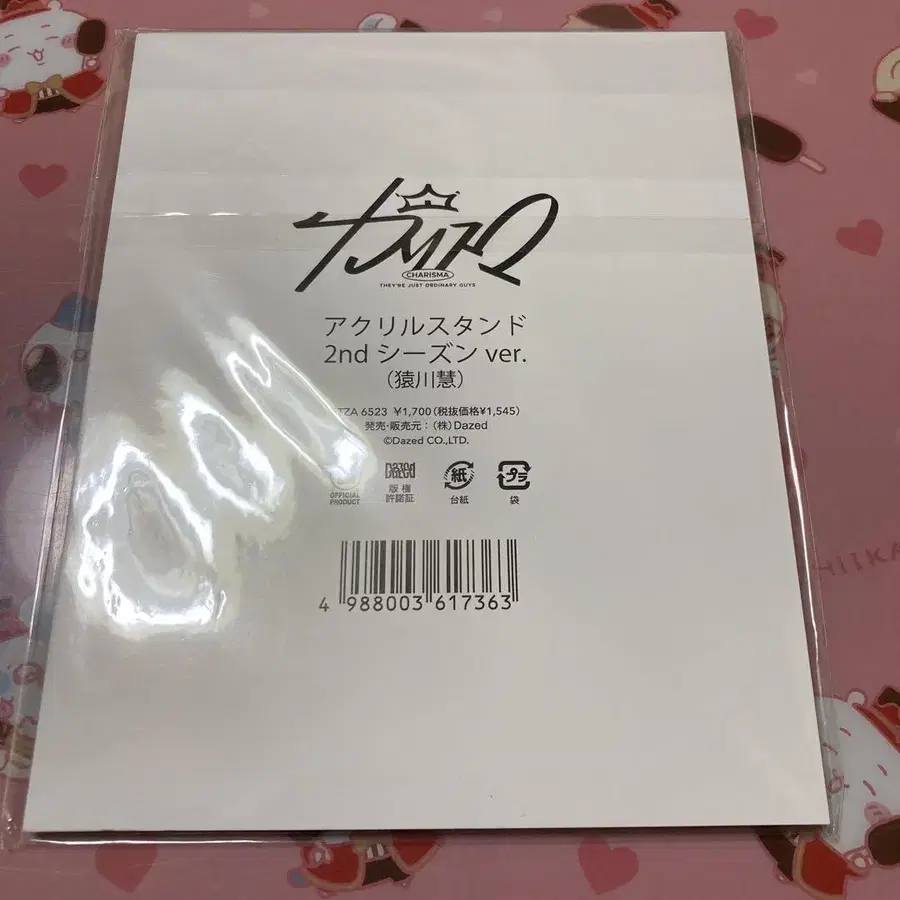 カリスマ
CHARISMA
THEY'RE JUST ORDINARY GUYS
アクリルスタンド
2nd シーズン ver.
（猿川慧）
TZA 6523 ¥1,700（税抜価格¥1,545）
発売・販売元：（株）Dazed
©Dazed CO.,LTD.
OFFICIAL
PRODUCT
Dazed
版権
許諾証
紙
台紙
プラ
袋
4 988003 617363
HIIKA